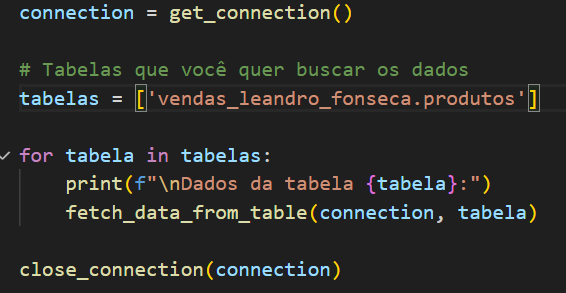 connection = get_connection()
# Tabelas que você quer buscar os dados
tabelas = ['vendas_leandro_fonseca.produtos']
for tabela in tabelas:
    print(f"\nDados da tabela {tabela}:")
    fetch_data_from_table(connection, tabela)
close_connection(connection)